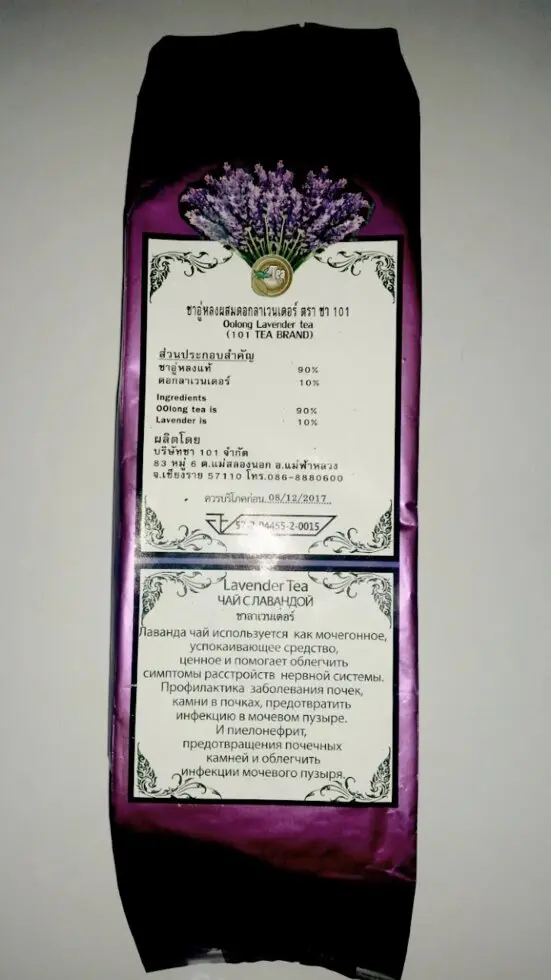 Tea
ชาอู่หลงผสมดอกลาเวนเดอร์ ตรา ชา 101
Oolong Lavender tea
(101 TEA BRAND)
ส่วนประกอบสำคัญ
ชาอู่หลงแท้ 90%
ดอกลาเวนเดอร์ 10%
Ingredients
OOlong tea is 90%
Lavender is 10%
ผลิตโดย
บริษัทชา 101 จำกัด
83 หมู่ 6 ต.แม่สลองนอก อ.แม่ฟ้าหลวง
จ.เชียงราย 57110 โทร.086-8880600
ควรบริโภคก่อน 08/12/2017
57-2-04455-2-0015
Lavender Tea
ЧАЙ С ЛАВАНДОЙ
ชาลาเวนเดอร์
Лаванда чай используется как мочегонное,
успокаивающее средство,
ценное и помогает облегчить
симптомы расстройств нервной системы.
Профилактика заболевания почек,
камни в почках, предотвратить
инфекцию в мочевом пузыре.
И пиелонефрит,
предотвращения почечных
камней и облегчить
инфекции мочевого пузыря.